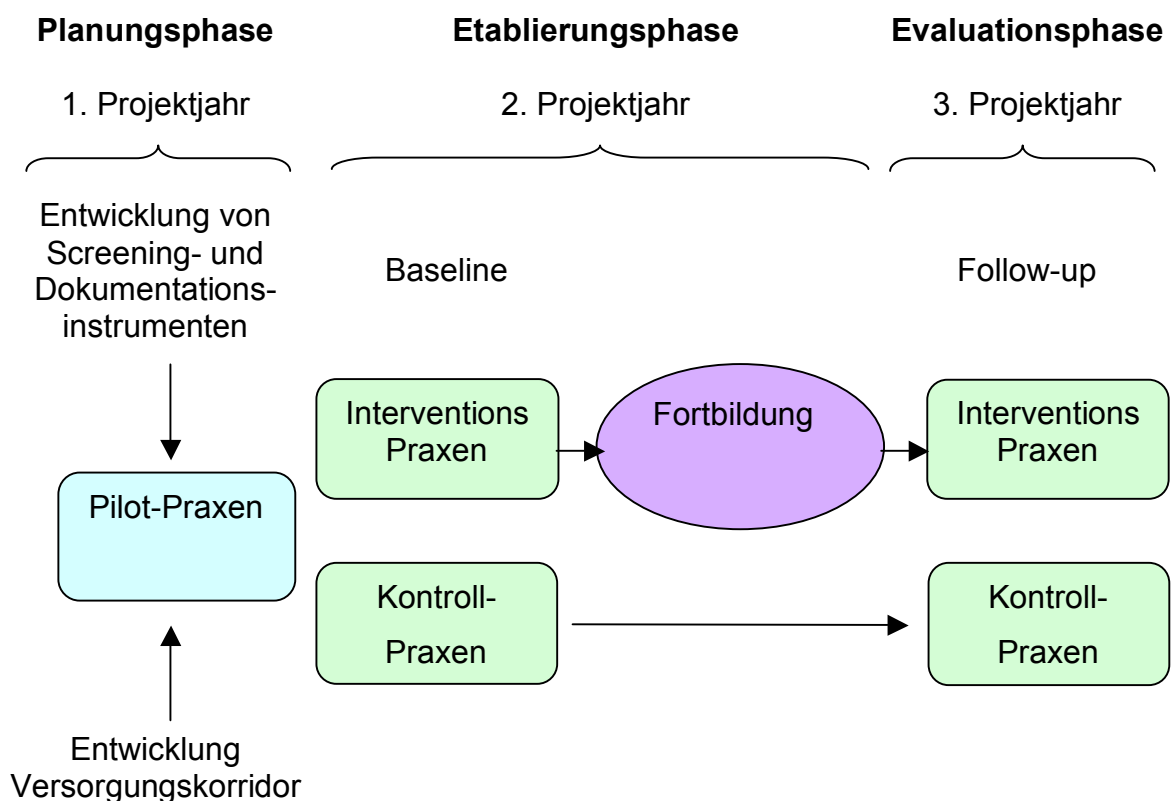 Planungsphase
Etablierungsphase
Evaluationsphase
1. Projektjahr
2. Projektjahr
3. Projektjahr
Entwicklung von
Screening- und
Dokumentations-
instrumenten
Baseline
Follow-up
Interventions
Praxen
Fortbildung
Interventions
Praxen
Pilot-Praxen
Kontroll-
Praxen
Kontroll-
Praxen
Entwicklung
Versorgungskorridor